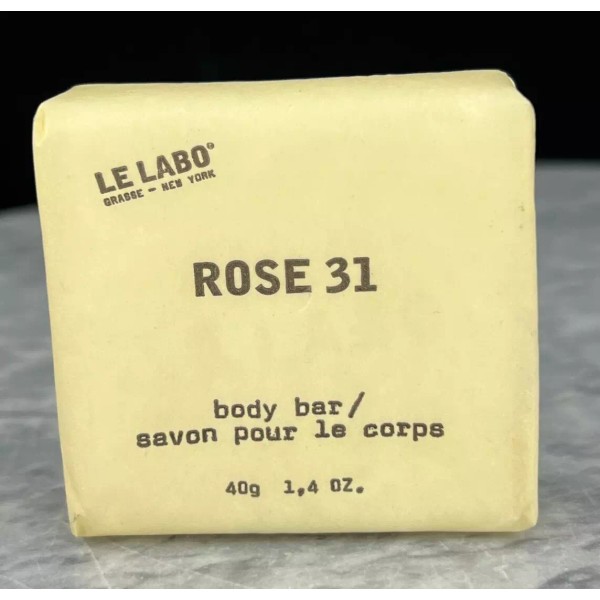 LE LABO®
GRASSE - NEW YORK
ROSE 31
body bar/
savon pour le corps
40g 1,4 OZ.